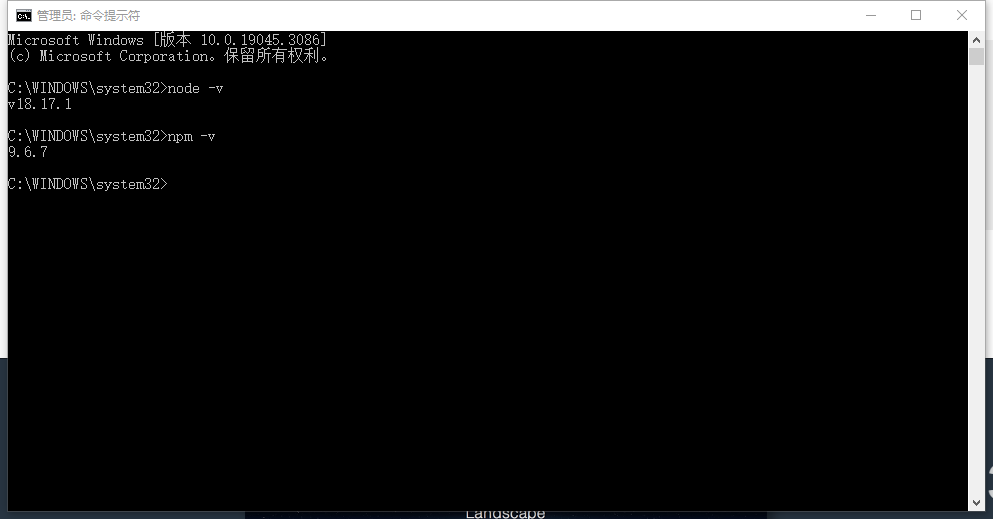 管理员: 命令提示符
Microsoft Windows [版本 10.0.19045.3086]
(c) Microsoft Corporation。保留所有权利。
C:\WINDOWS\system32>node -v
v18.17.1
C:\WINDOWS\system32>npm -v
9.6.7
C:\WINDOWS\system32>
Landscape